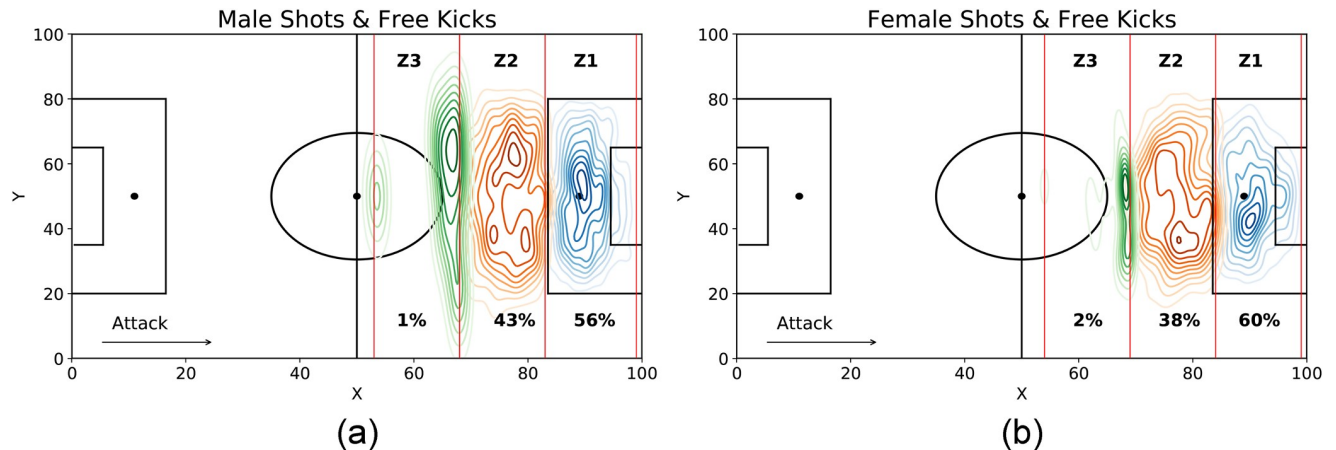 Male Shots & Free Kicks
100
80
60
40
20
0
Y
Z3 Z2 Z1
1% 43% 56%
Attack
0 20 40 60 80 100
X
(a)
Female Shots & Free Kicks
100
80
60
40
20
0
Y
Z3 Z2 Z1
2% 38% 60%
Attack
0 20 40 60 80 100
X
(b)